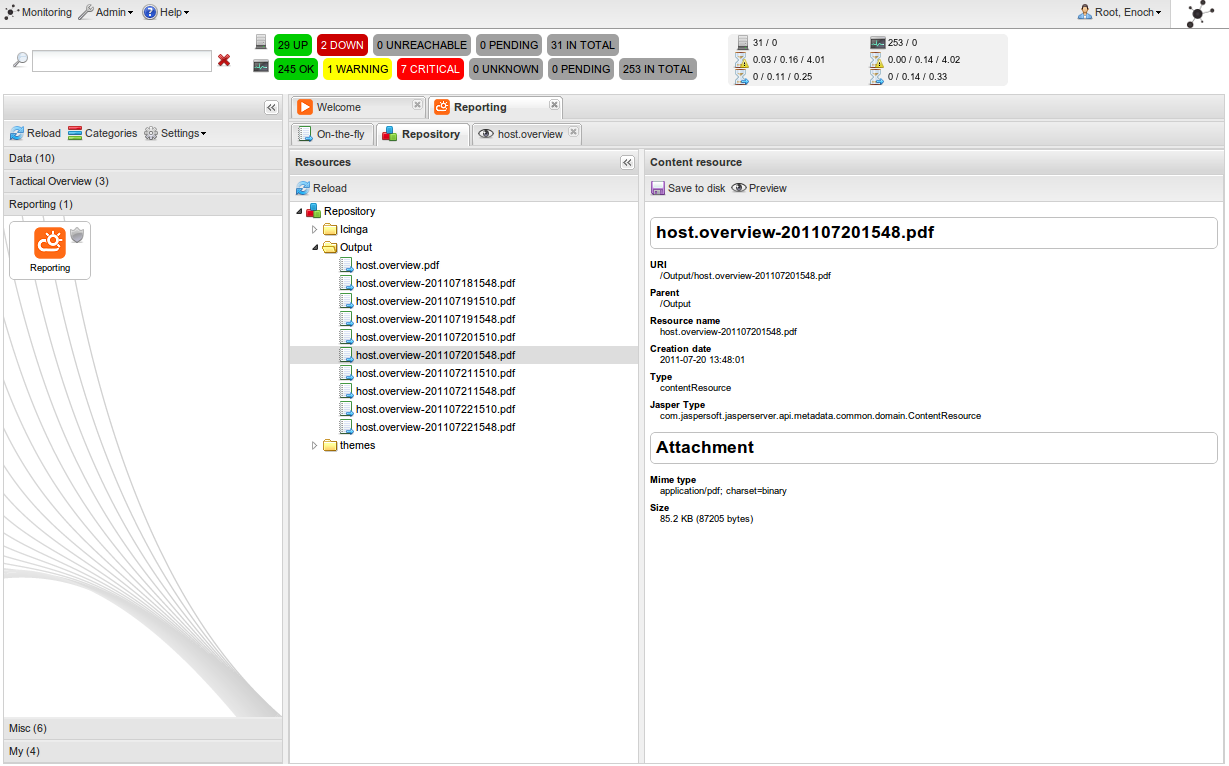 Monitoring Admin Help Root, Enoch
29 UP 2 DOWN 0 UNREACHABLE 0 PENDING 31 IN TOTAL
245 OK 1 WARNING 7 CRITICAL 0 UNKNOWN 0 PENDING 253 IN TOTAL
31 / 0 253 / 0
0.03 / 0.16 / 4.01 0.00 / 0.14 / 4.02
0 / 0.11 / 0.25 0 / 0.14 / 0.33
Reload Categories Settings
Data (10)
Tactical Overview (3)
Reporting (1)
Reporting
Misc (6)
My (4)
Welcome Reporting
On-the-fly Repository host.overview
Resources
Reload
Repository
Icinga
Output
host.overview.pdf
host.overview-201107181548.pdf
host.overview-201107191510.pdf
host.overview-201107191548.pdf
host.overview-201107201510.pdf
host.overview-201107201548.pdf
host.overview-201107211510.pdf
host.overview-201107211548.pdf
host.overview-201107221510.pdf
host.overview-201107221548.pdf
themes
Content resource
Save to disk Preview
host.overview-201107201548.pdf
URI
/Output/host.overview-201107201548.pdf
Parent
/Output
Resource name
host.overview-201107201548.pdf
Creation date
2011-07-20 13:48:01
Type
contentResource
Jasper Type
com.jaspersoft.jasperserver.api.metadata.common.domain.ContentResource
Attachment
Mime type
application/pdf; charset=binary
Size
85.2 KB (87205 bytes)